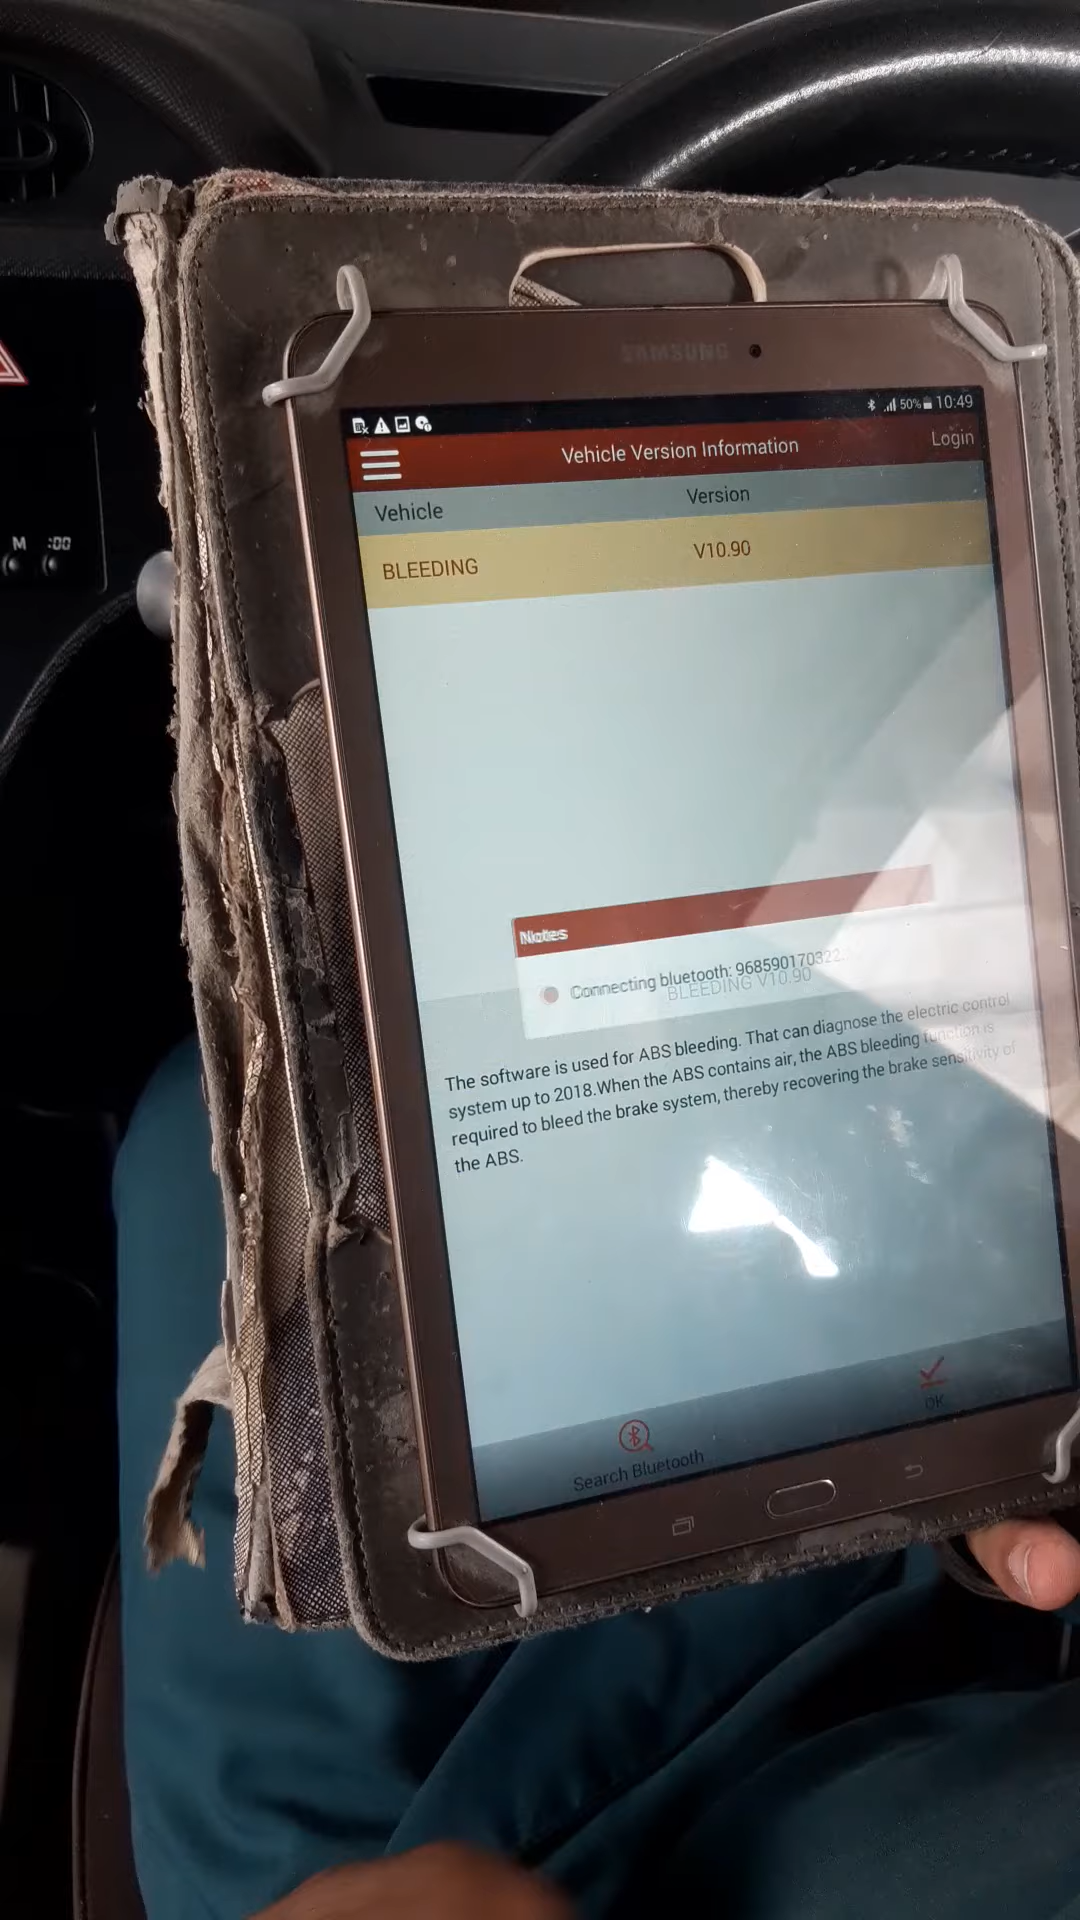 SAMSUNG
50% 10:49
Vehicle Version Information
Login
Vehicle Version
BLEEDING V10.90
Notes
Connecting bluetooth: 968590170322
BLEEDING V10.90
The software is used for ABS bleeding. That can diagnose the electric control
system up to 2018.When the ABS contains air, the ABS bleeding function is
required to bleed the brake system, thereby recovering the brake sensitivity of
the ABS.
Search Bluetooth
OK
M :00